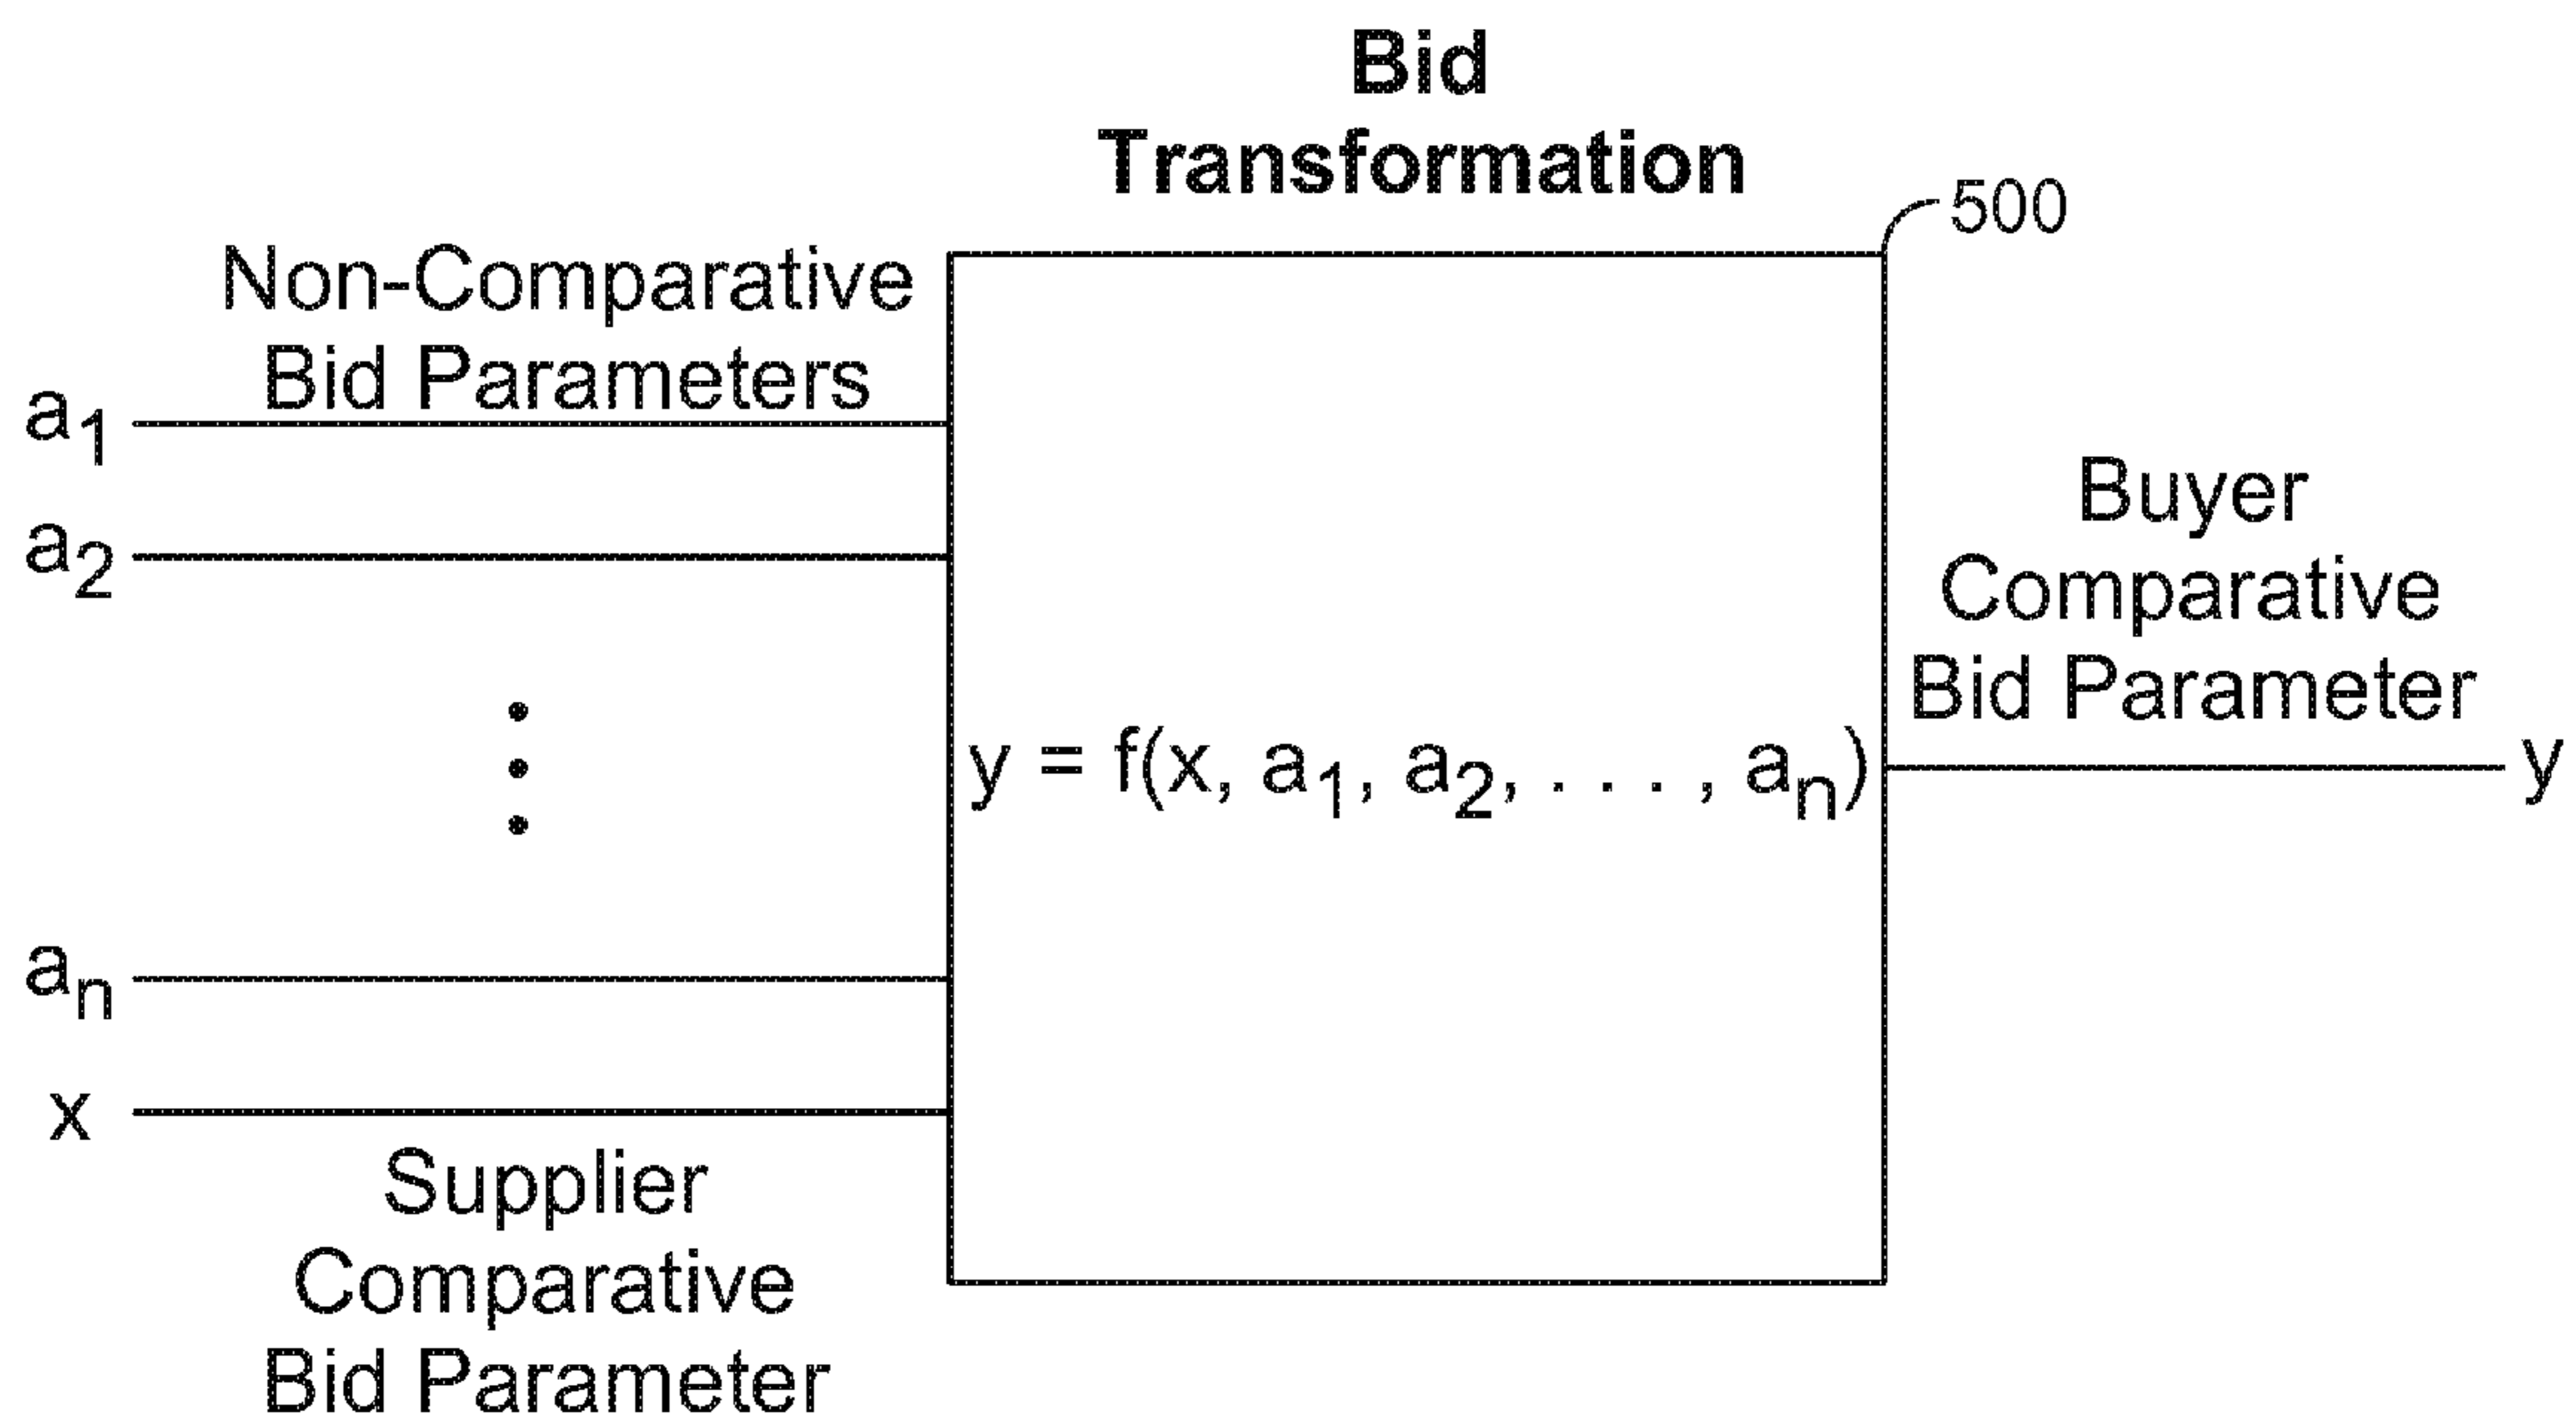 Bid
Transformation
500
Non-Comparative
Bid Parameters
a₁
a₂
Buyer
Comparative
Bid Parameter
y = f(x, a₁, a₂, . . . , aₙ)
y
aₙ
x
Supplier
Comparative
Bid Parameter